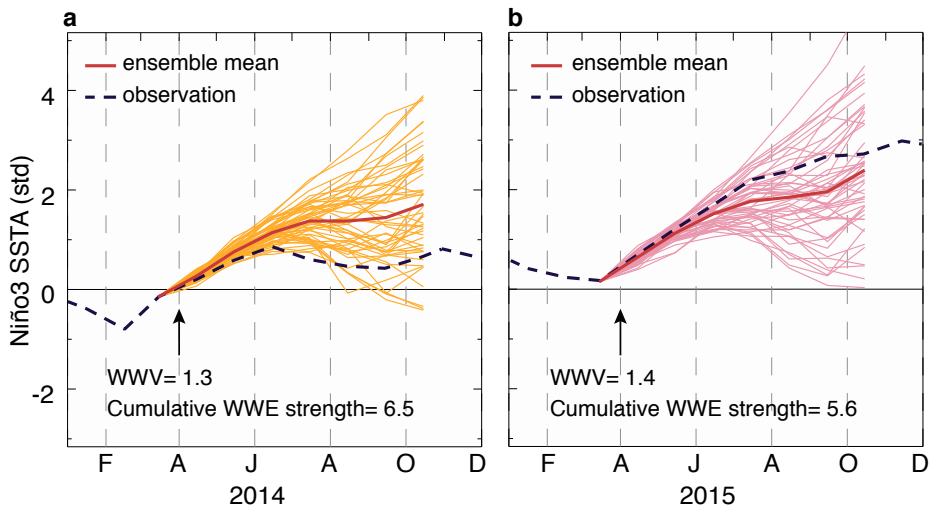 a
ensemble mean
observation
Niño3 SSTA (std)
4
2
0
-2
WWV= 1.3
Cumulative WWE strength= 6.5
F A J A O D
2014
b
ensemble mean
observation
WWV= 1.4
Cumulative WWE strength= 5.6
F A J A O D
2015